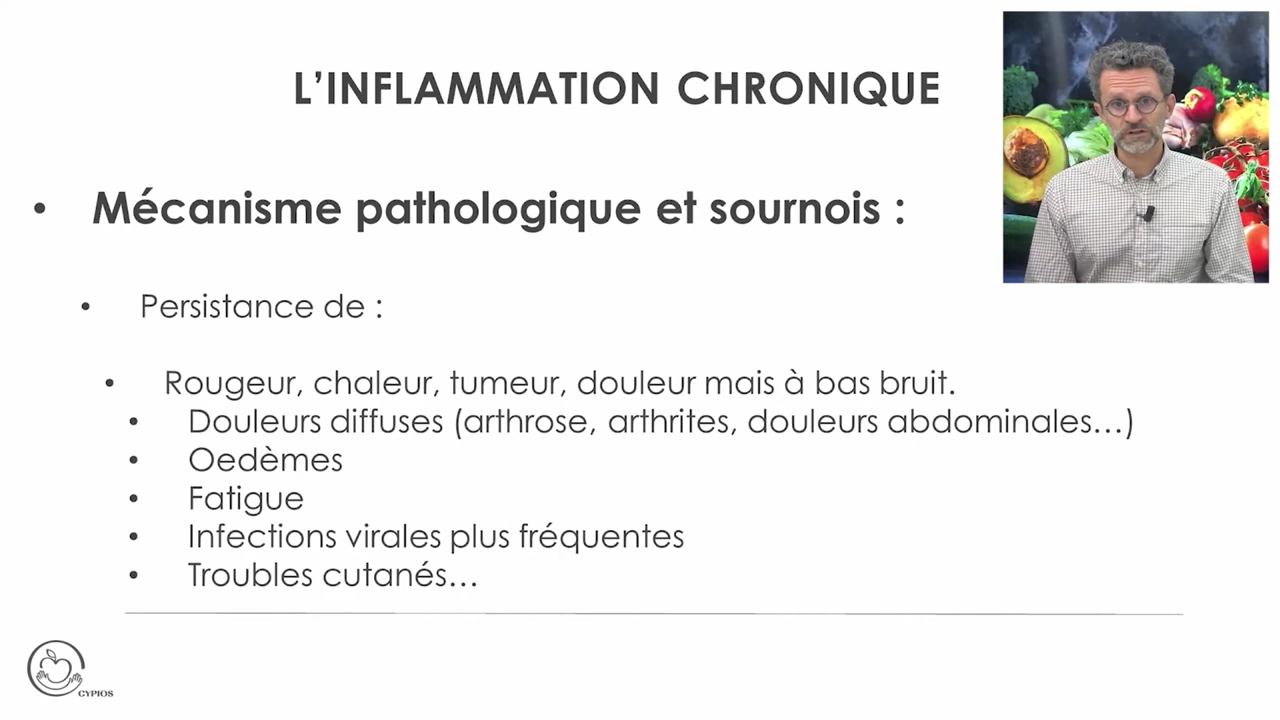 L’INFLAMMATION CHRONIQUE
• Mécanisme pathologique et sournois :
• Persistance de :
• Rougeur, chaleur, tumeur, douleur mais à bas bruit.
• Douleurs diffuses (arthrose, arthrites, douleurs abdominales…)
• Oedèmes
• Fatigue
• Infections virales plus fréquentes
• Troubles cutanés…
CYPIOS